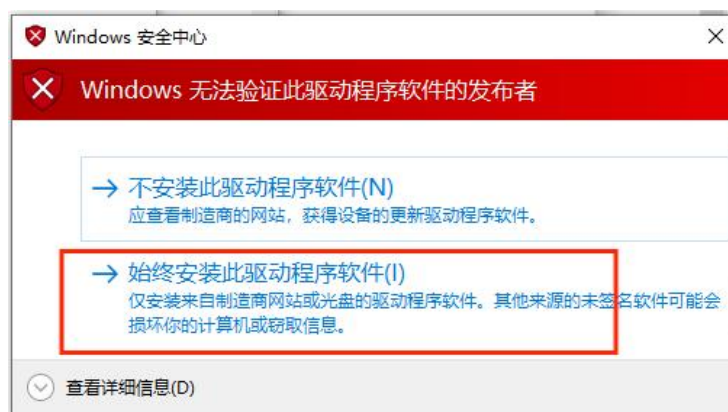 Windows 安全中心
Windows 无法验证此驱动程序软件的发布者
不安装此驱动程序软件(N)
应查看制造商的网站，获得设备的更新驱动程序软件。
始终安装此驱动程序软件(I)
仅安装来自制造商网站或光盘的驱动程序软件。其他来源的未签名软件可能会
损坏你的计算机或窃取信息。
查看详细信息(D)